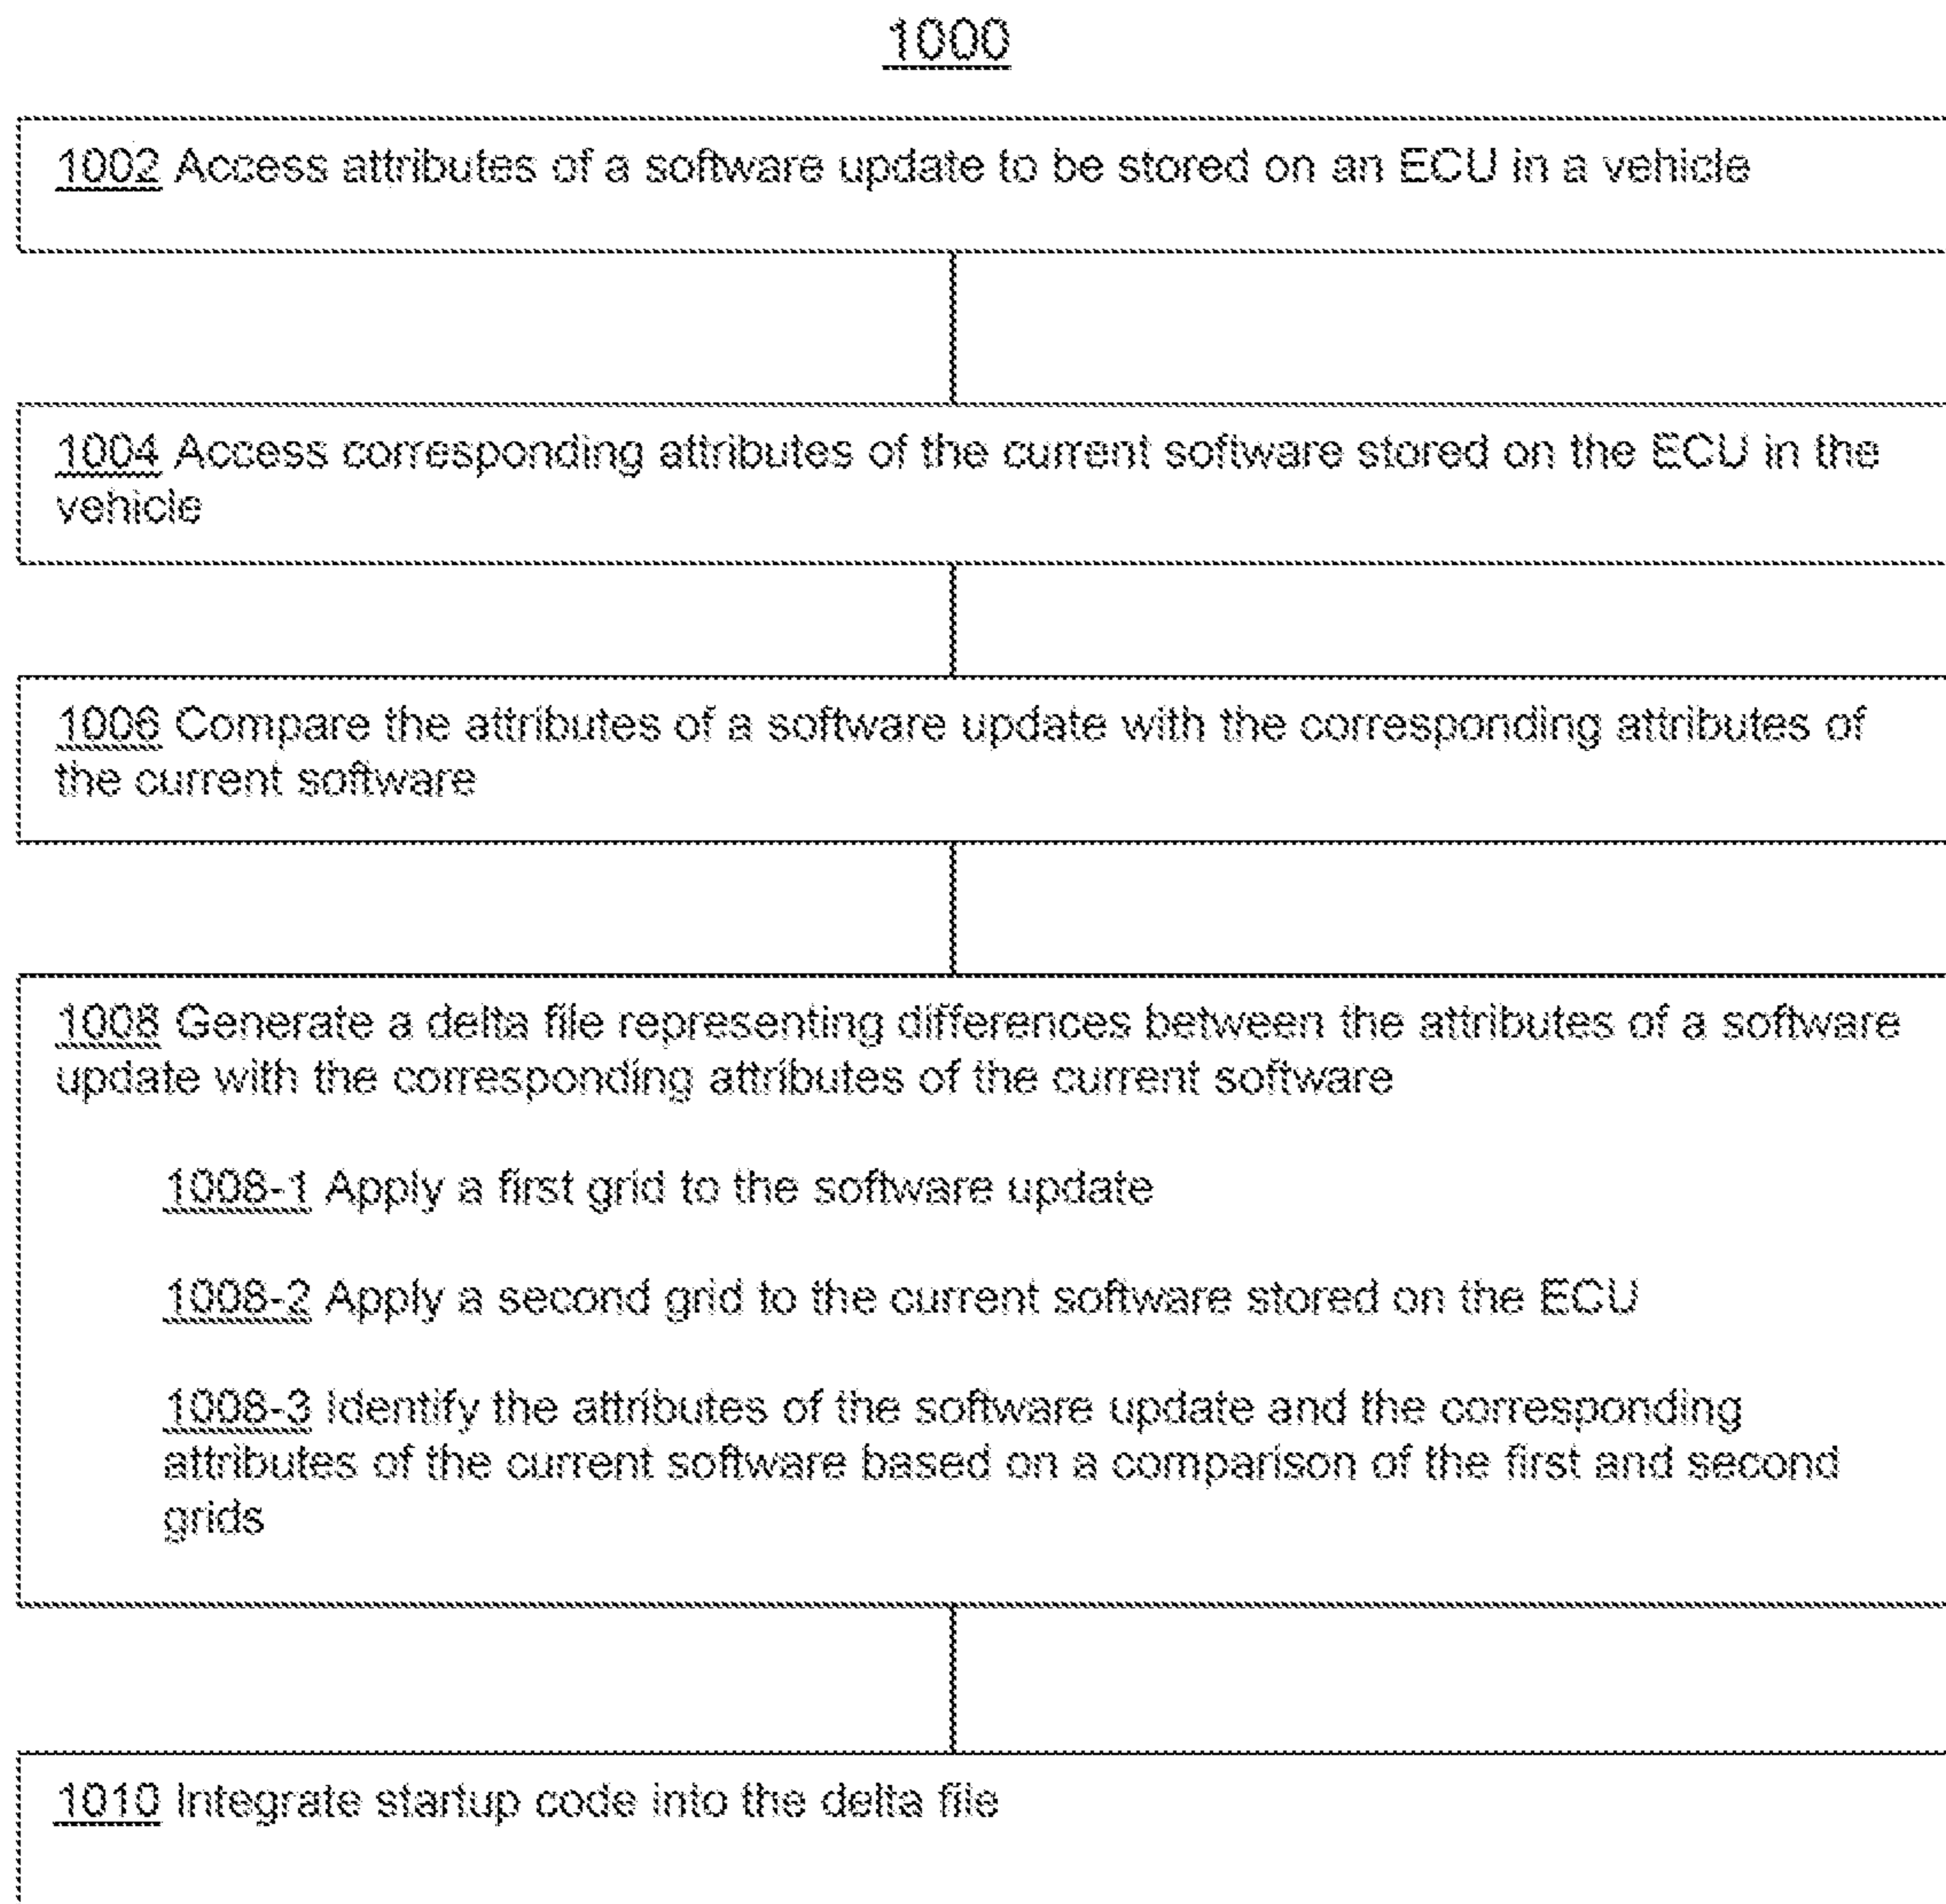 1000
1002 Access attributes of a software update to be stored on an ECU in a vehicle
1004 Access corresponding attributes of the current software stored on the ECU in the
vehicle
1006 Compare the attributes of a software update with the corresponding attributes of
the current software
1008 Generate a delta file representing differences between the attributes of a software
update with the corresponding attributes of the current software
1008-1 Apply a first grid to the software update
1008-2 Apply a second grid to the current software stored on the ECU
1008-3 Identify the attributes of the software update and the corresponding
attributes of the current software based on a comparison of the first and second
grids
1010 Integrate startup code into the delta file